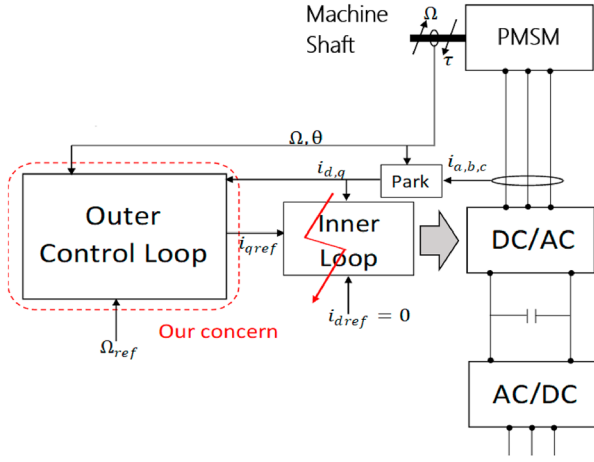 Machine
Shaft
Ω
τ
PMSM
Ω, θ
i_{d,q}
Park
i_{a,b,c}
Outer
Control Loop
i_{qref}
Inner
Loop
DC/AC
i_{dref} = 0
Our concern
Ω_{ref}
AC/DC